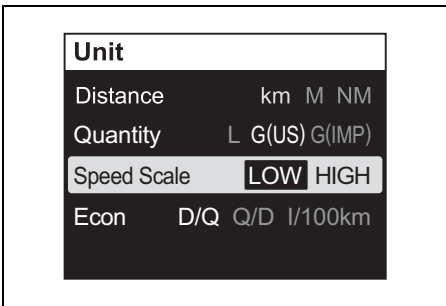 Unit
Distance km M NM
Quantity L G(US) G(IMP)
Speed Scale LOW HIGH
Econ D/Q Q/D l/100km